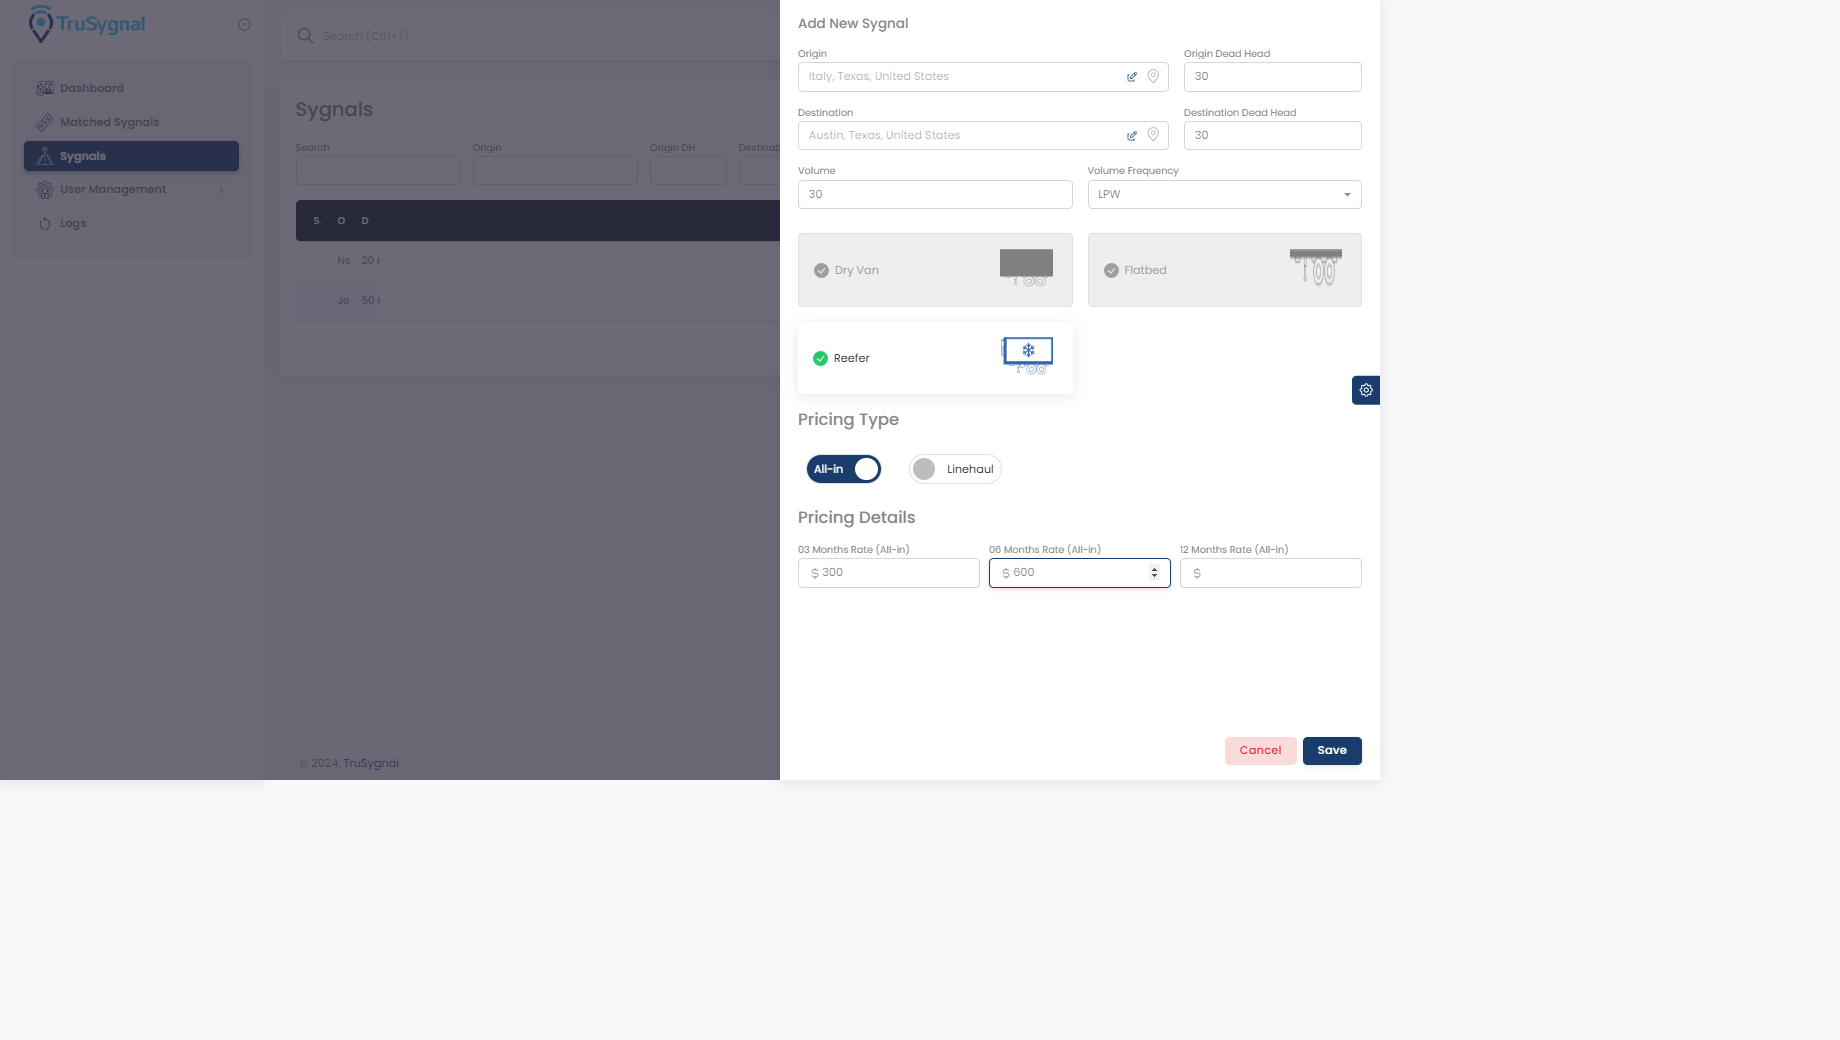 TruSygnal
Search (Ctrl+/)
Dashboard
Matched Sygnals
Sygnals
User Management
Logs
Sygnals
Search
Origin
Origin DH
Destinat
S. O D
Ne 20 r
Je 50 r
© 2024, TruSygnal
Add New Sygnal
Origin
Origin Dead Head
Italy, Texas, United States
30
Destination
Destination Dead Head
Austin, Texas, United States
30
Volume
Volume Frequency
30
LPW
Dry Van
Flatbed
Reefer
Pricing Type
All-in
Linehaul
Pricing Details
03 Months Rate (All-in)
06 Months Rate (All-in)
12 Months Rate (All-in)
$ 300
$ 600
$
Cancel
Save